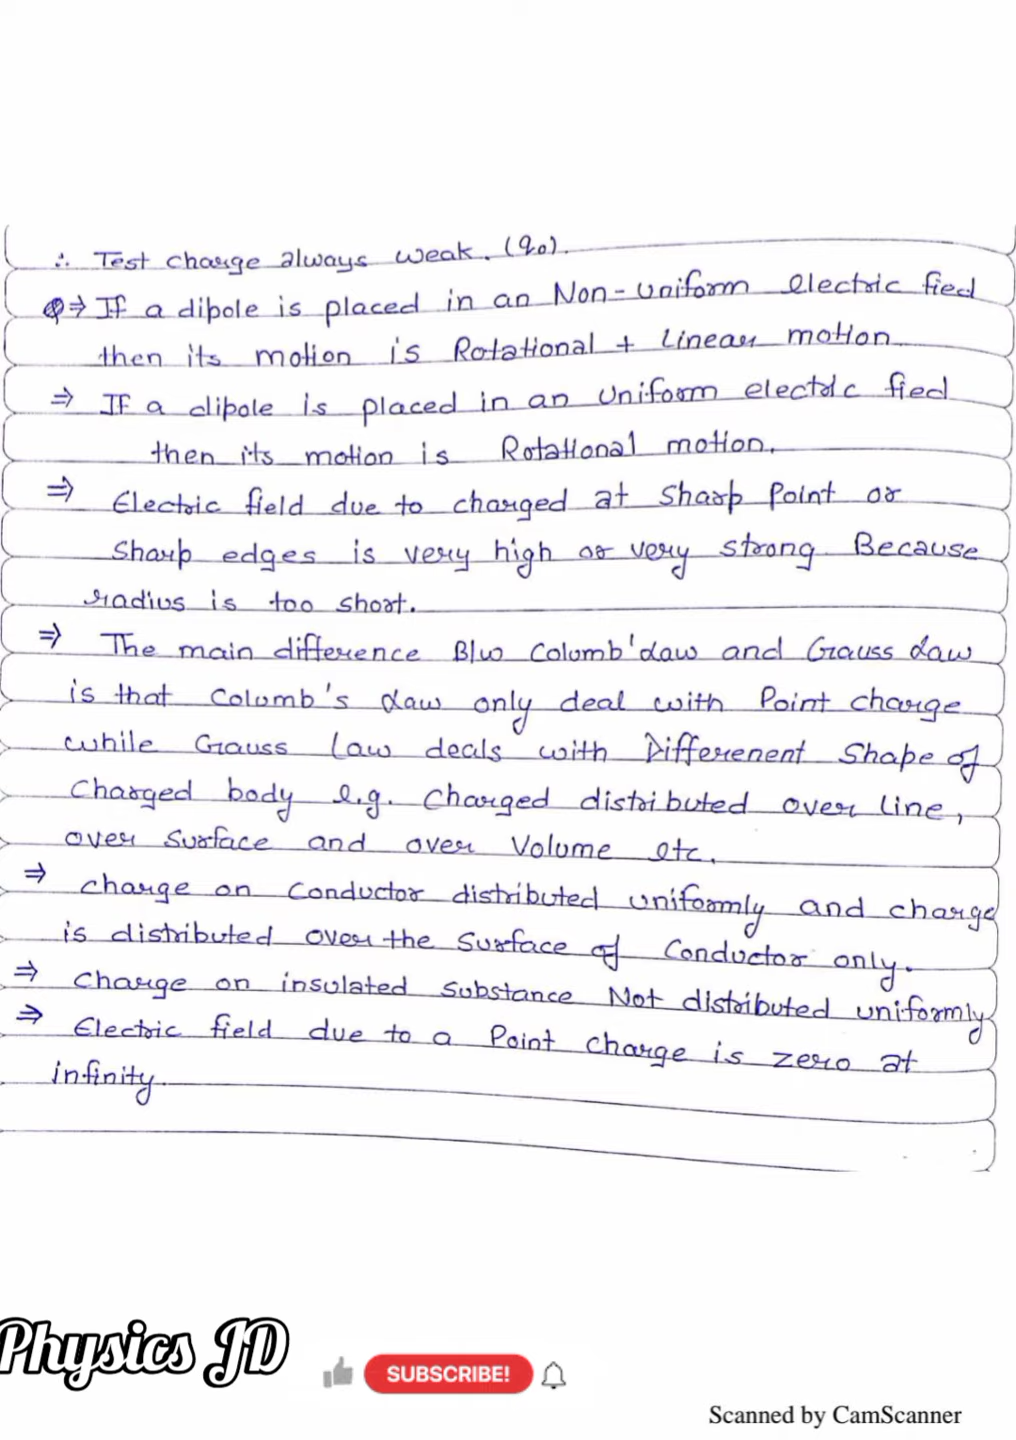 ∴ Test charge always weak. (q₀).
Q⇒ If a dipole is placed in an Non-uniform electric fied
then its motion is Rotational + Linear motion
⇒ If a dipole is placed in an uniform electric fied
then its motion is Rotational motion.
⇒ Electric field due to charged at sharp Point or
sharp edges is very high or very strong Because
radius is too short.
⇒ The main difference B/w Columb'Law and Grauss Law
is that Columb's Law only deal with Point charge
while Grauss Law deals with Differenent Shape of
Charged body e.g. Charged distributed over Line,
over Surface and over Volume etc.
⇒ charge on Conductor distributed uniformly and charge
is distributed over the Surface of Conductor only.
⇒ Charge on insulated Substance Not distributed uniformly
⇒ Electric field due to a Point charge is zero at
infinity
Physics JD
SUBSCRIBE!
Scanned by CamScanner